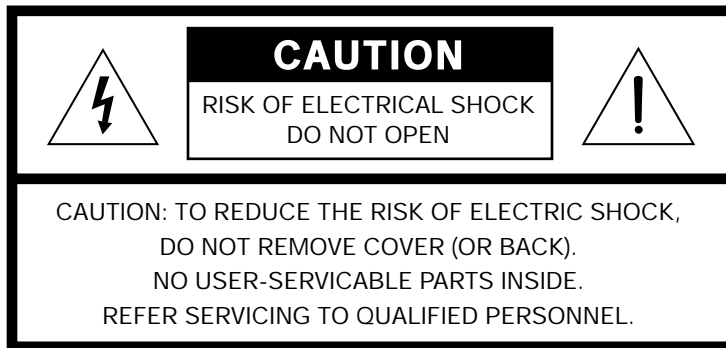 CAUTION
RISK OF ELECTRICAL SHOCK
DO NOT OPEN
CAUTION: TO REDUCE THE RISK OF ELECTRIC SHOCK,
DO NOT REMOVE COVER (OR BACK).
NO USER-SERVICABLE PARTS INSIDE.
REFER SERVICING TO QUALIFIED PERSONNEL.